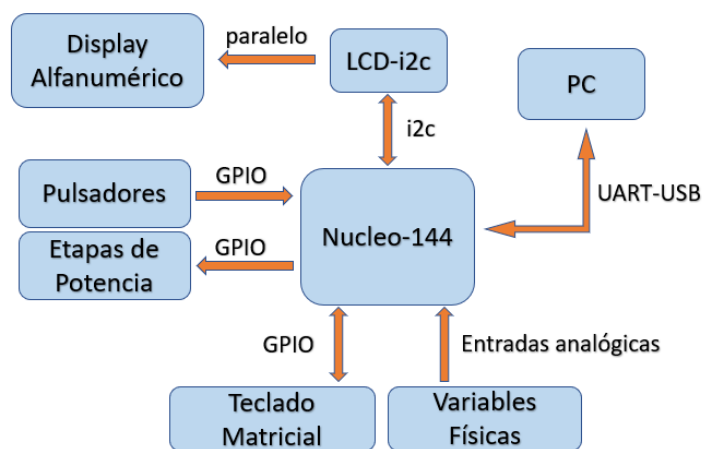 Display
Alfanumérico
paralelo
LCD-i2c
PC
i2c
Pulsadores
GPIO
Nucleo-144
UART-USB
Etapas de
Potencia
GPIO
GPIO
Entradas analógicas
Teclado
Matricial
Variables
Físicas